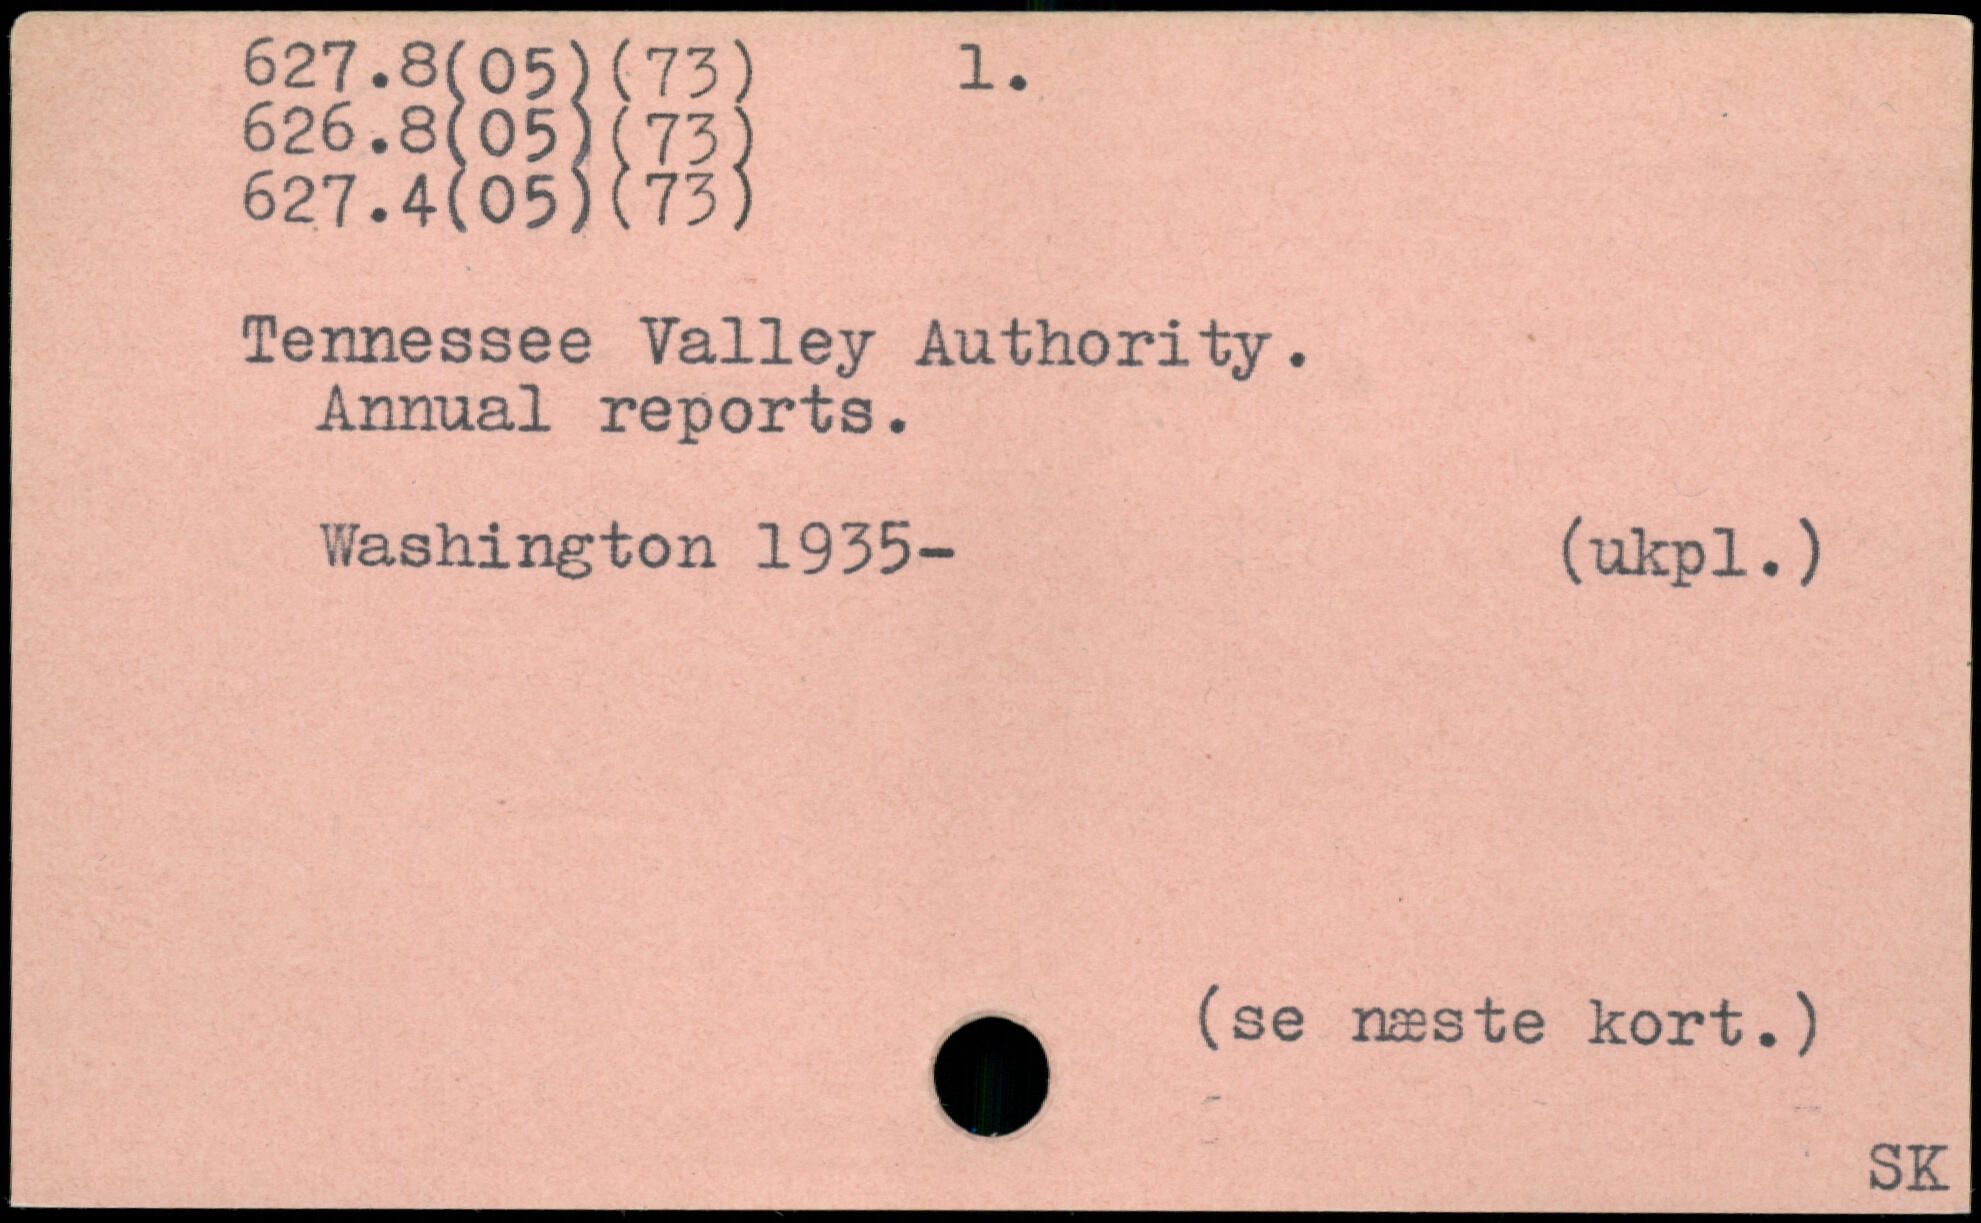 627.8(05)(73) 1.
626.8(05)(73)
627.4(05)(73)
Tennessee Valley Authority.
Annual reports.
Washington 1935- (ukpl.)
(se næste kort.)
SK